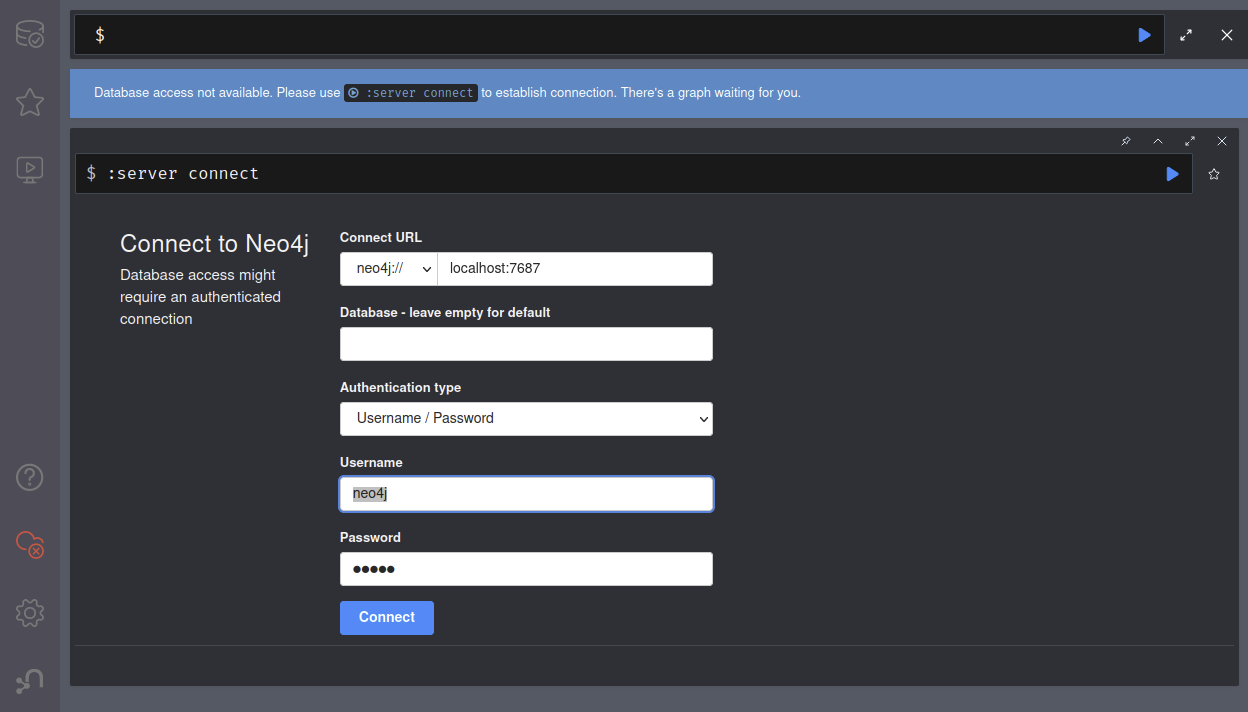 $
Database access not available. Please use :server connect to establish connection. There's a graph waiting for you.
$ :server connect
Connect to Neo4j
Database access might
require an authenticated
connection
Connect URL
neo4j:// localhost:7687
Database - leave empty for default
Authentication type
Username / Password
Username
neo4j
Password
●●●●●
Connect